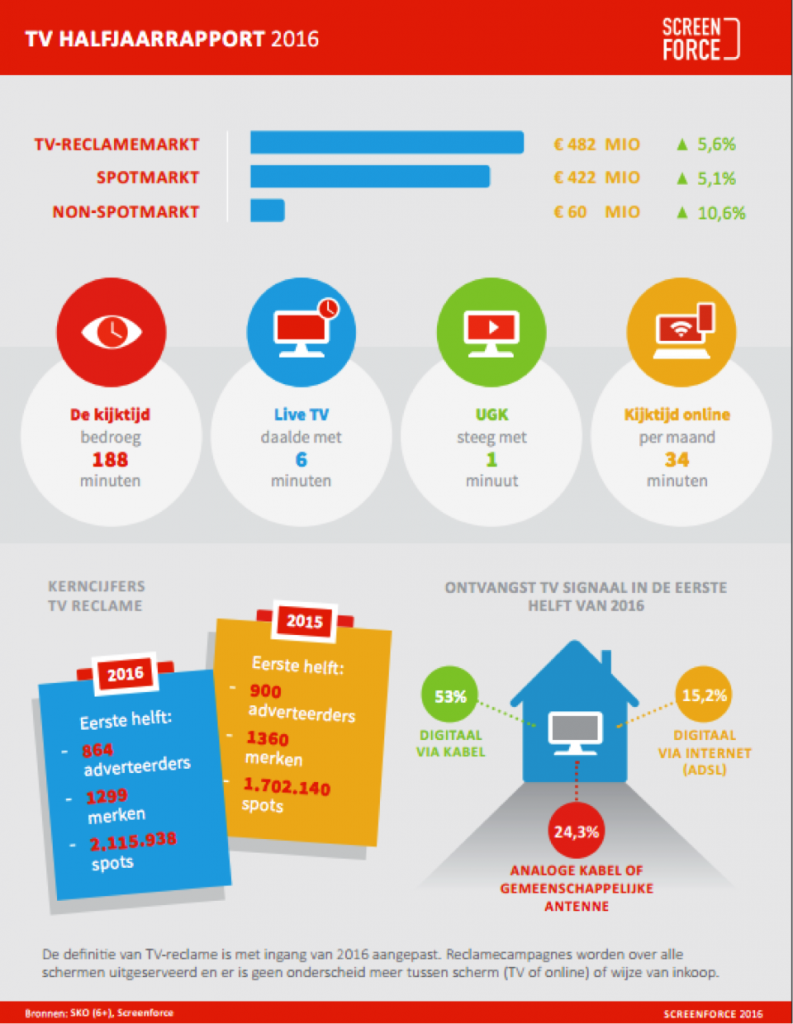 TV HALFJAARRAPPORT 2016
SCREEN
FORCE
TV-RECLAMEMARKT € 482 MIO ▲ 5,6%
SPOTMARKT € 422 MIO ▲ 5,1%
NON-SPOTMARKT € 60 MIO ▲ 10,6%
De kijktijd
bedroeg
188
minuten
Live TV
daalde met
6
minuten
UGK
steeg met
1
minuut
Kijktijd online
per maand
34
minuten
KERNCIJFERS
TV RECLAME
2016
Eerste helft:
- 864
adverteerders
- 1299
merken
- 2.115.938
spots
2015
Eerste helft:
- 900
adverteerders
- 1360
merken
- 1.702.140
spots
ONTVANGST TV SIGNAAL IN DE EERSTE
HELFT VAN 2016
53%
DIGITAAL
VIA KABEL
15,2%
DIGITAAL
VIA INTERNET
(ADSL)
24,3%
ANALOGE KABEL OF
GEMEENSCHAPPELIJKE
ANTENNE
De definitie van TV-reclame is met ingang van 2016 aangepast. Reclamecampagnes worden over alle
schermen uitgeserveerd en er is geen onderscheid meer tussen scherm (TV of online) of wijze van inkoop.
Bronnen: SKO (6+), Screenforce
SCREENFORCE 2016